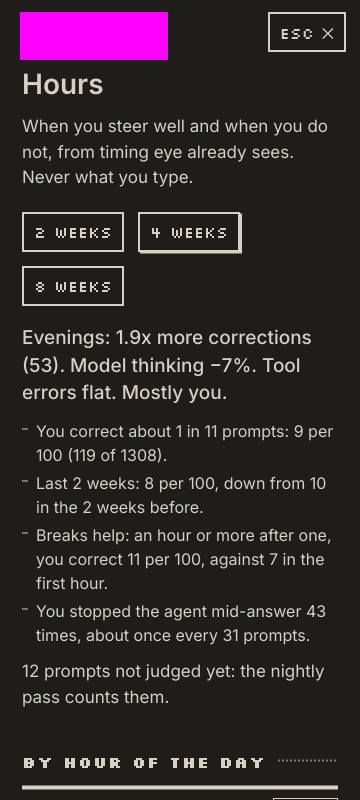 ESC ×
Hours
When you steer well and when you do
not, from timing eye already sees.
Never what you type.
2 WEEKS
4 WEEKS
8 WEEKS
Evenings: 1.9x more corrections
(53). Model thinking −7%. Tool
errors flat. Mostly you.
– You correct about 1 in 11 prompts: 9 per
100 (119 of 1308).
– Last 2 weeks: 8 per 100, down from 10
in the 2 weeks before.
– Breaks help: an hour or more after one,
you correct 11 per 100, against 7 in the
first hour.
– You stopped the agent mid-answer 43
times, about once every 31 prompts.
12 prompts not judged yet: the nightly
pass counts them.
BY HOUR OF THE DAY